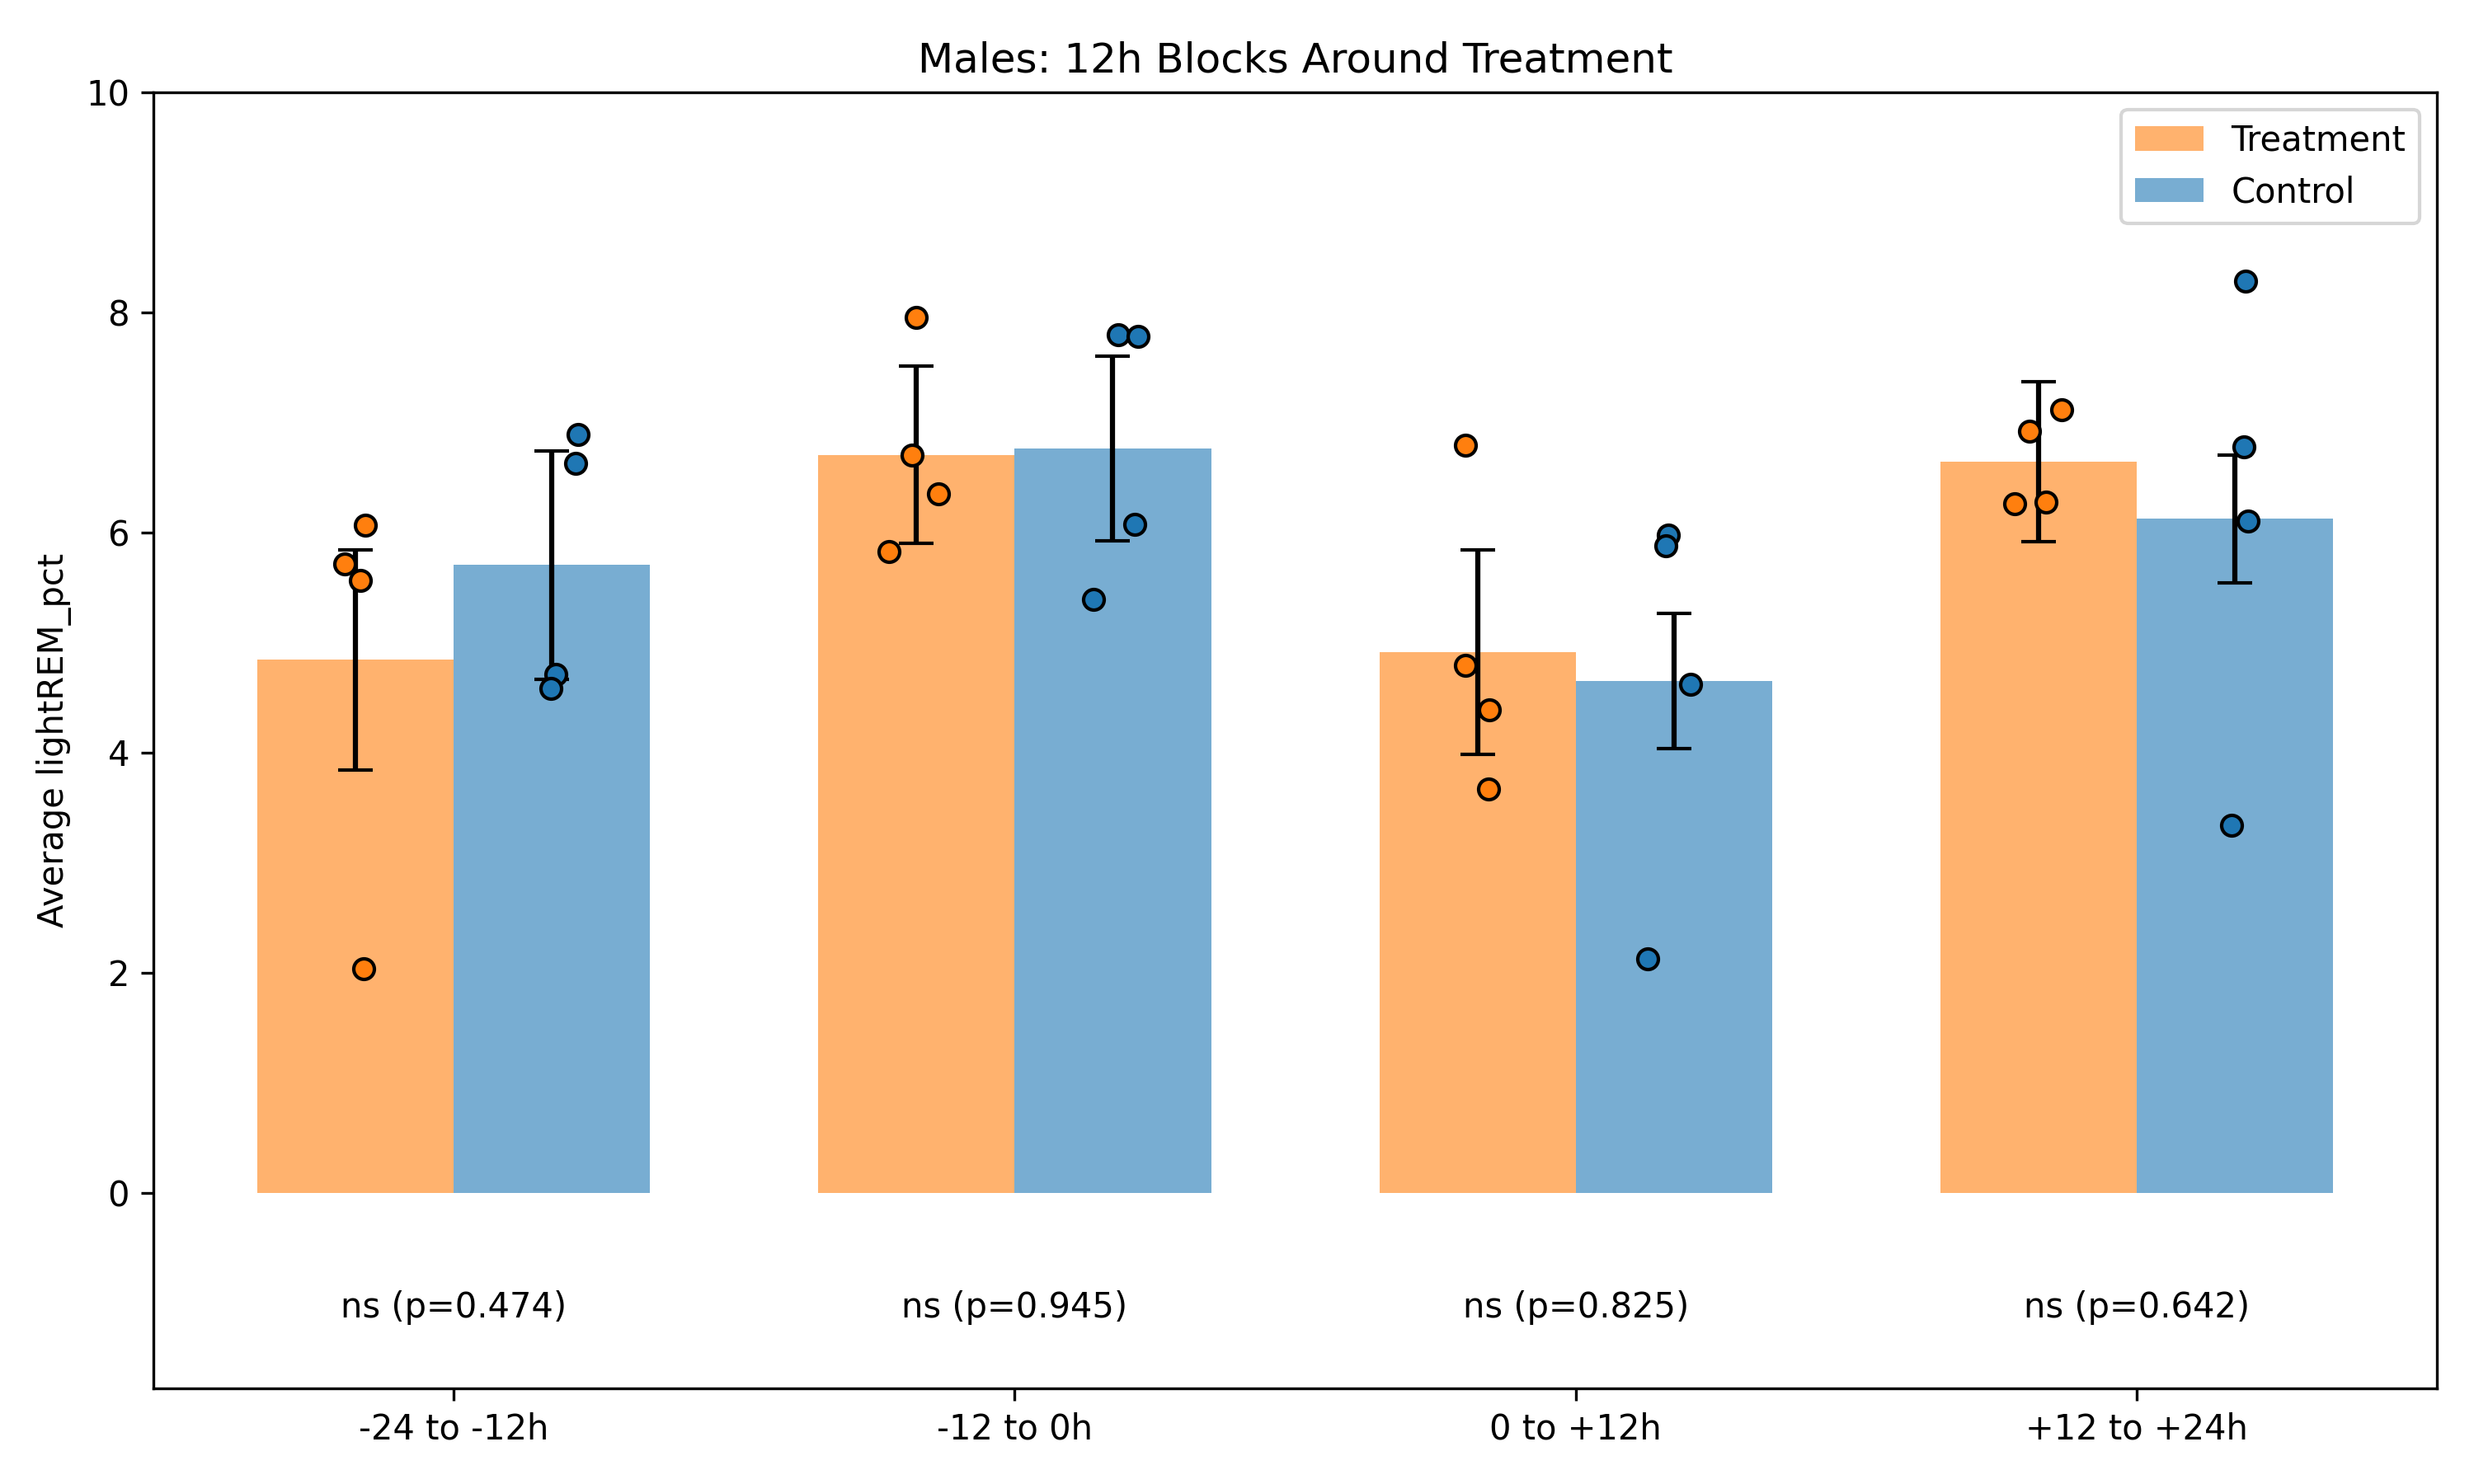 Males: 12h Blocks Around Treatment
10
8
6
4
2
0
Average lightREM_pct
Treatment
Control
ns (p=0.474)
ns (p=0.945)
ns (p=0.825)
ns (p=0.642)
-24 to -12h
-12 to 0h
0 to +12h
+12 to +24h